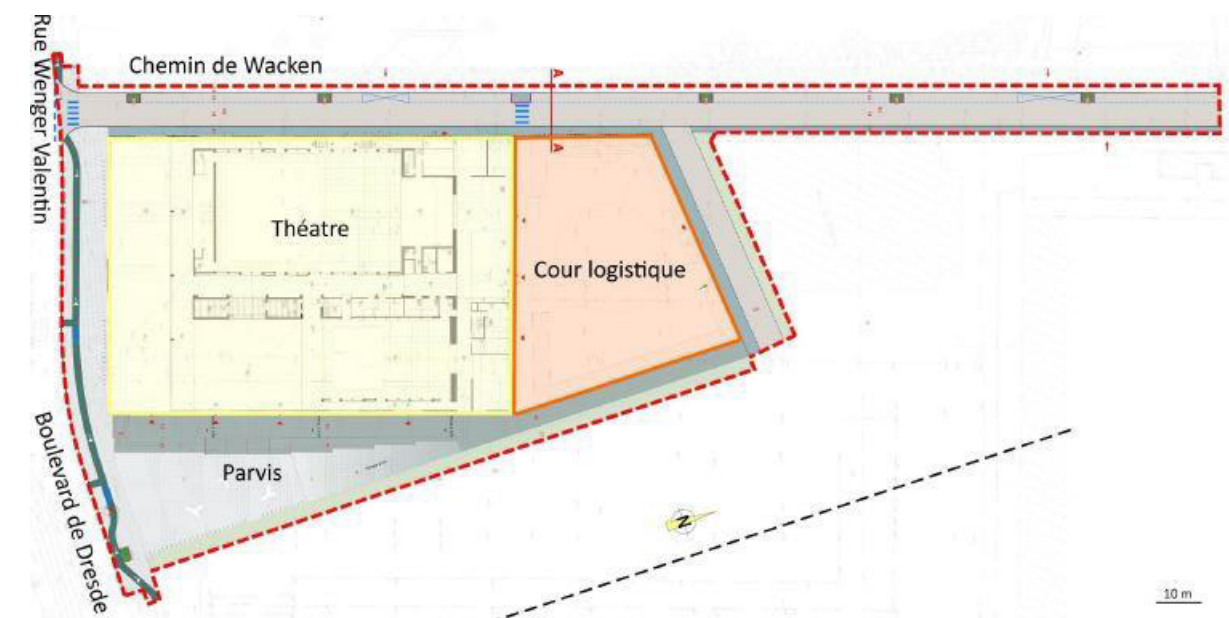 Rue Wenger Valentin
Chemin de Wacken
A
A
Théatre
Cour logistique
Parvis
Boulevard de Dresde
N
10 m